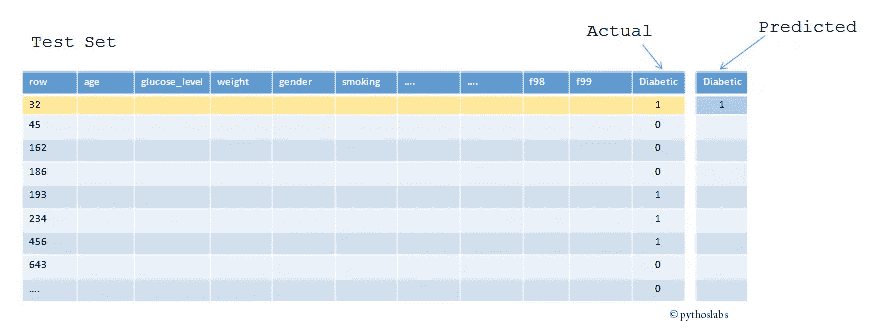 Test Set
Actual
Predicted
row age glucose_level weight gender smoking .... .... f98 f99 Diabetic Diabetic
32 1 1
45 0
162 0
186 0
193 1
234 1
456 1
643 0
.... 0
© pythoslabs